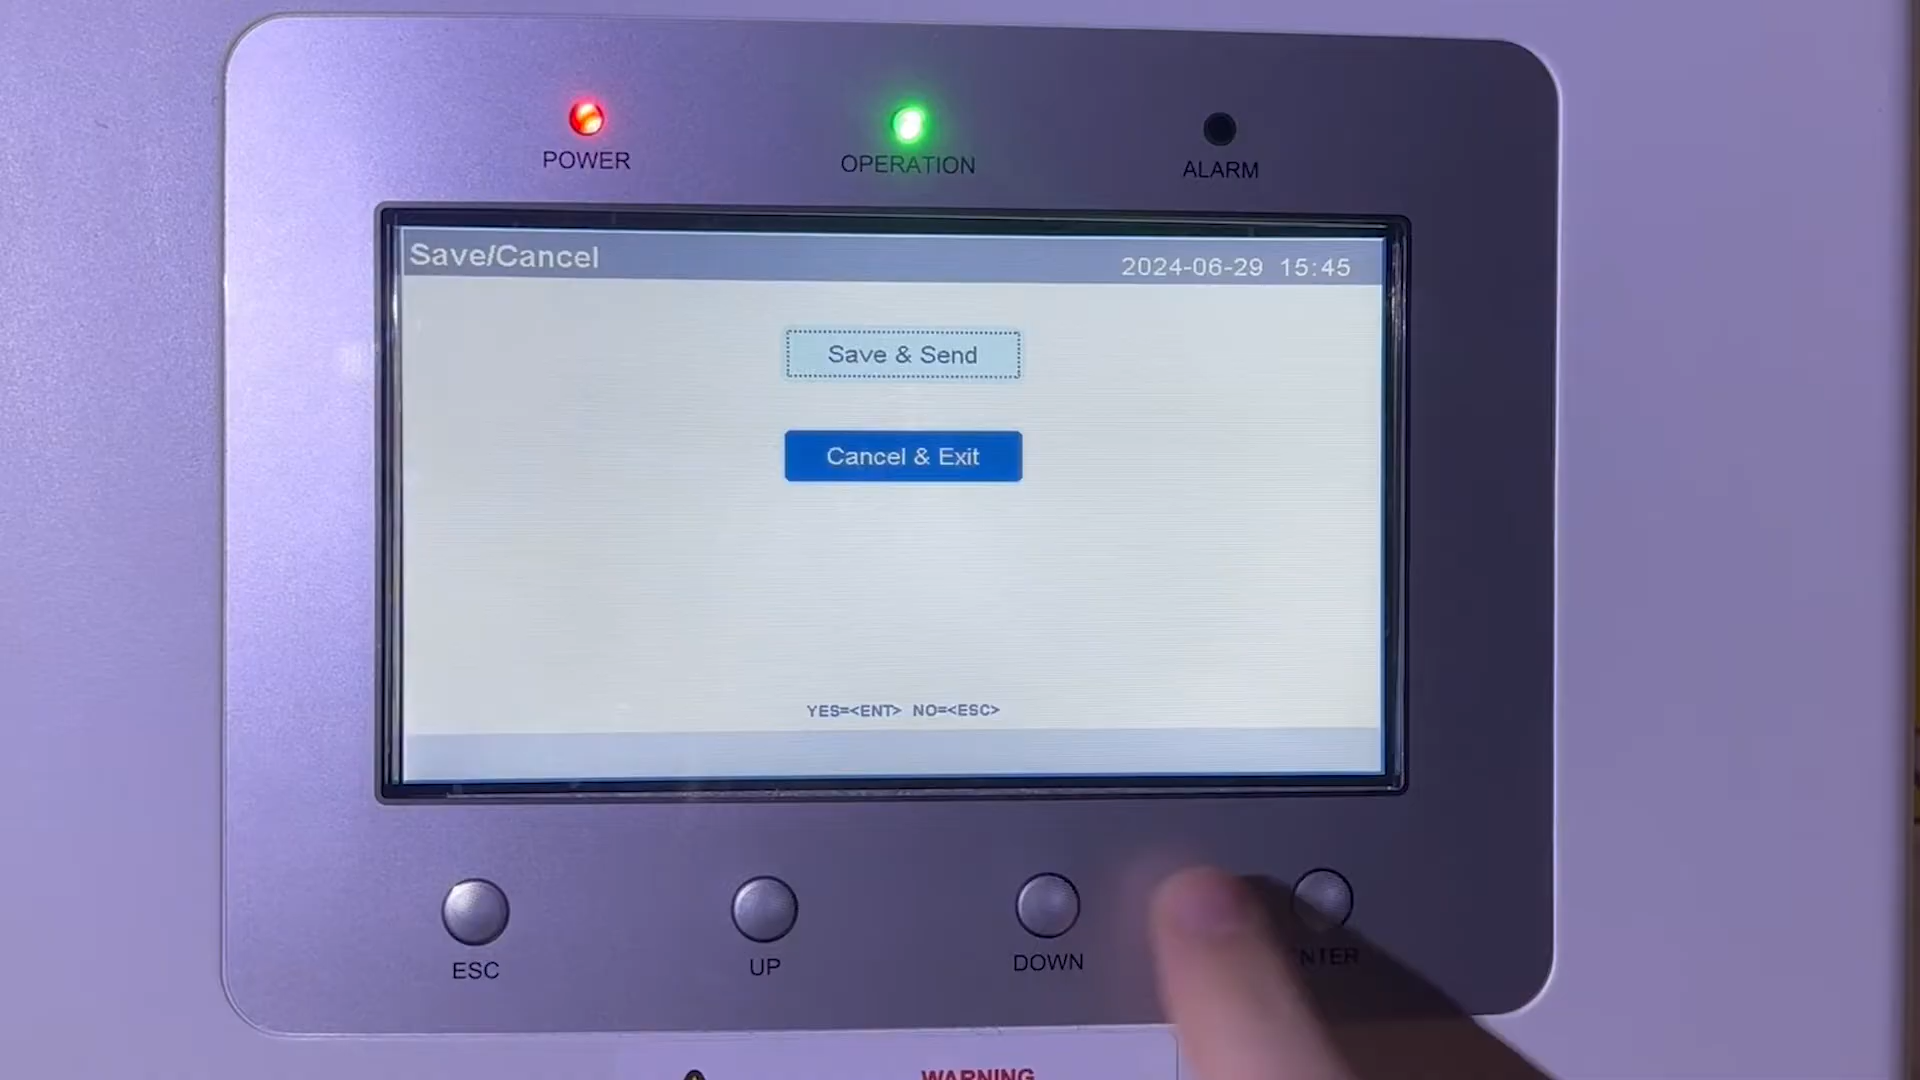 POWER
OPERATION
ALARM
Save/Cancel
2024-06-29 15:45
Save & Send
Cancel & Exit
YES=<ENT> NO=<ESC>
ESC
UP
DOWN
NTER
WARNING